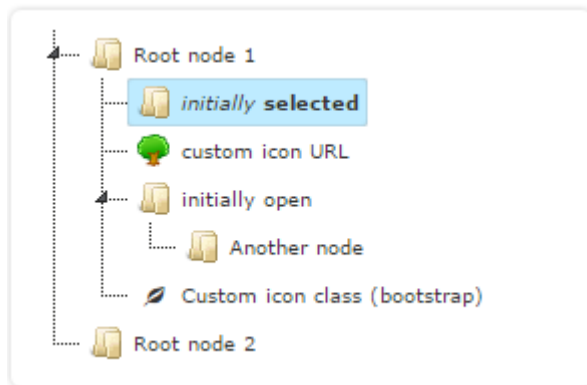 Root node 1
initially selected
custom icon URL
initially open
Another node
Custom icon class (bootstrap)
Root node 2